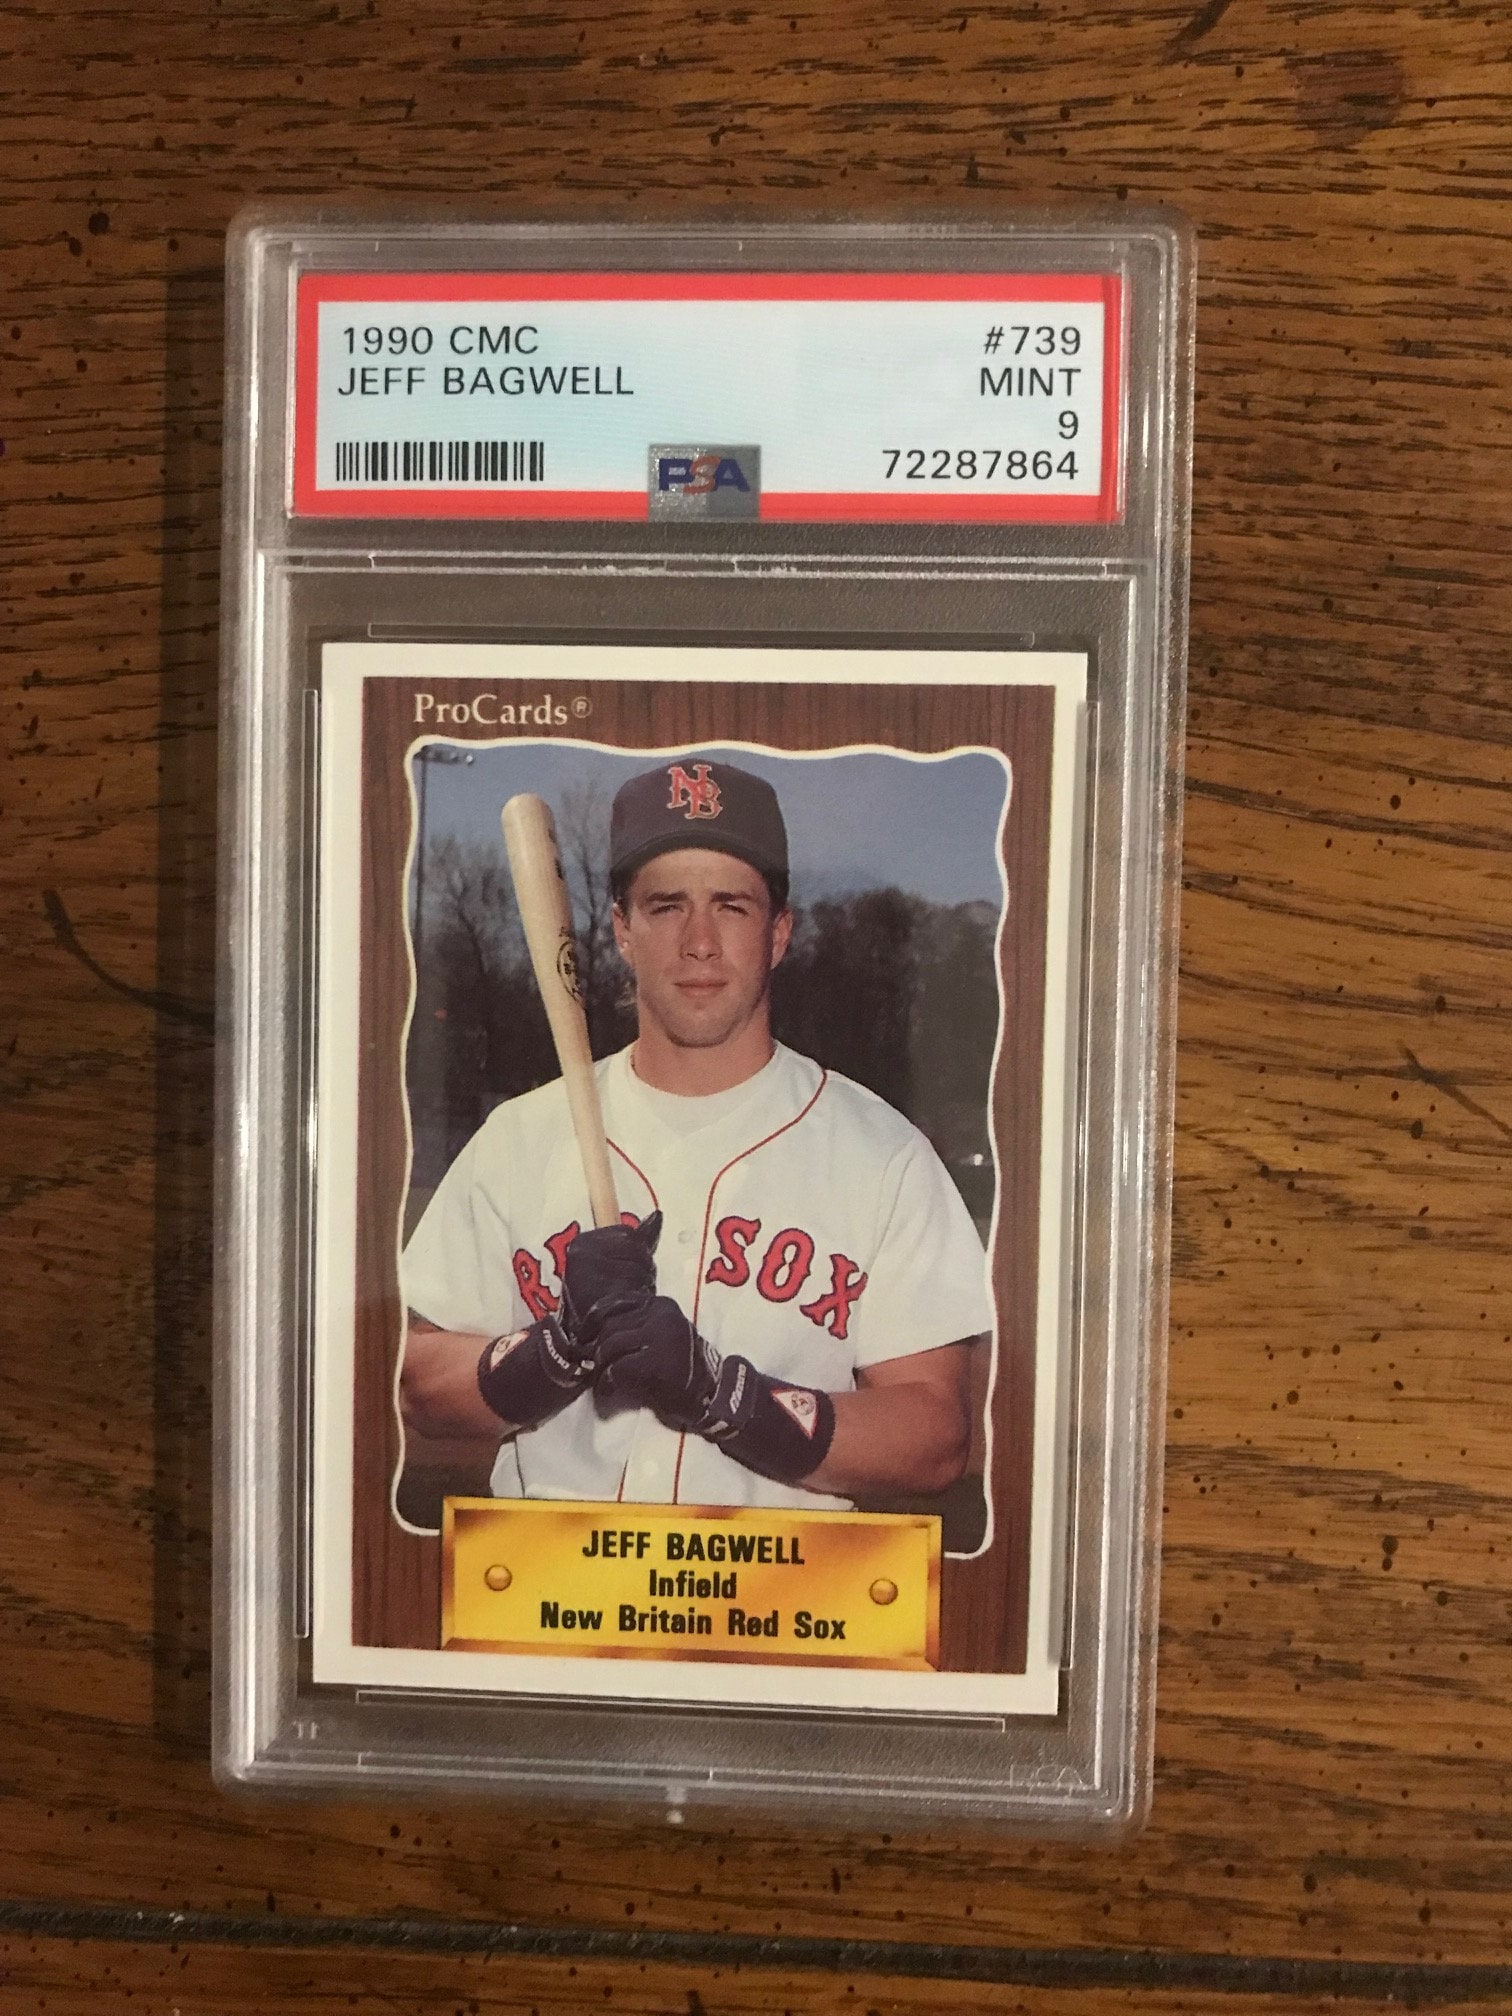 1990 CMC #739
JEFF BAGWELL MINT
9
PSA 72287864
ProCards®
NB
SOX
JEFF BAGWELL
Infield
New Britain Red Sox